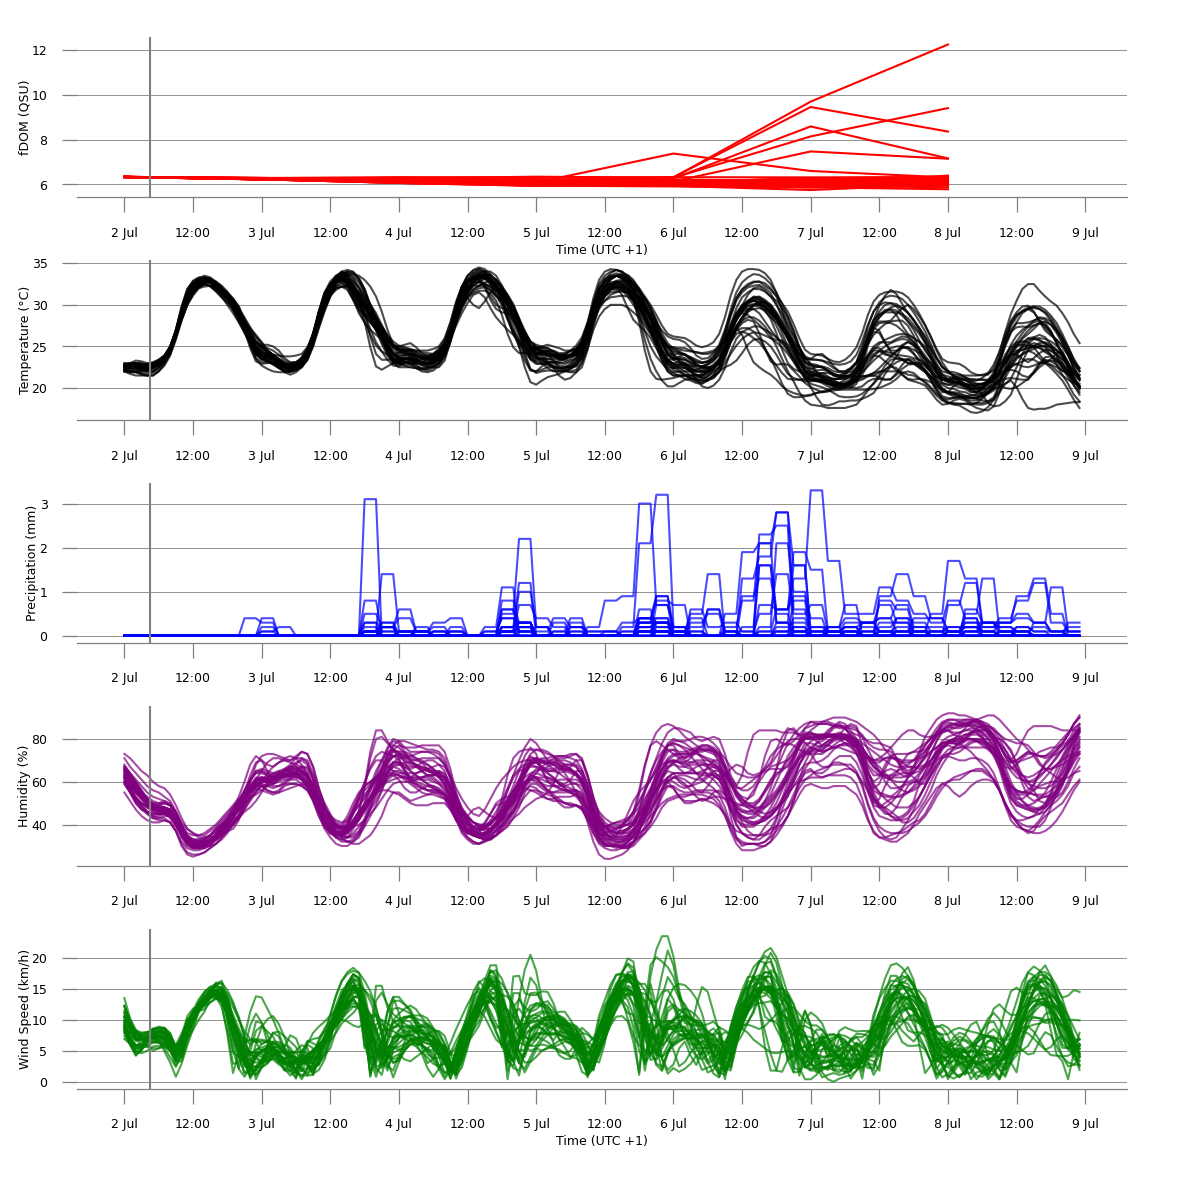 fDOM (QSU)
12
10
8
6
2 Jul 12:00 3 Jul 12:00 4 Jul 12:00 5 Jul 12:00 6 Jul 12:00 7 Jul 12:00 8 Jul 12:00 9 Jul
Time (UTC +1)
Temperature (°C)
35
30
25
20
2 Jul 12:00 3 Jul 12:00 4 Jul 12:00 5 Jul 12:00 6 Jul 12:00 7 Jul 12:00 8 Jul 12:00 9 Jul
Precipitation (mm)
3
2
1
0
2 Jul 12:00 3 Jul 12:00 4 Jul 12:00 5 Jul 12:00 6 Jul 12:00 7 Jul 12:00 8 Jul 12:00 9 Jul
Humidity (%)
80
60
40
2 Jul 12:00 3 Jul 12:00 4 Jul 12:00 5 Jul 12:00 6 Jul 12:00 7 Jul 12:00 8 Jul 12:00 9 Jul
Wind Speed (km/h)
20
15
10
5
0
2 Jul 12:00 3 Jul 12:00 4 Jul 12:00 5 Jul 12:00 6 Jul 12:00 7 Jul 12:00 8 Jul 12:00 9 Jul
Time (UTC +1)